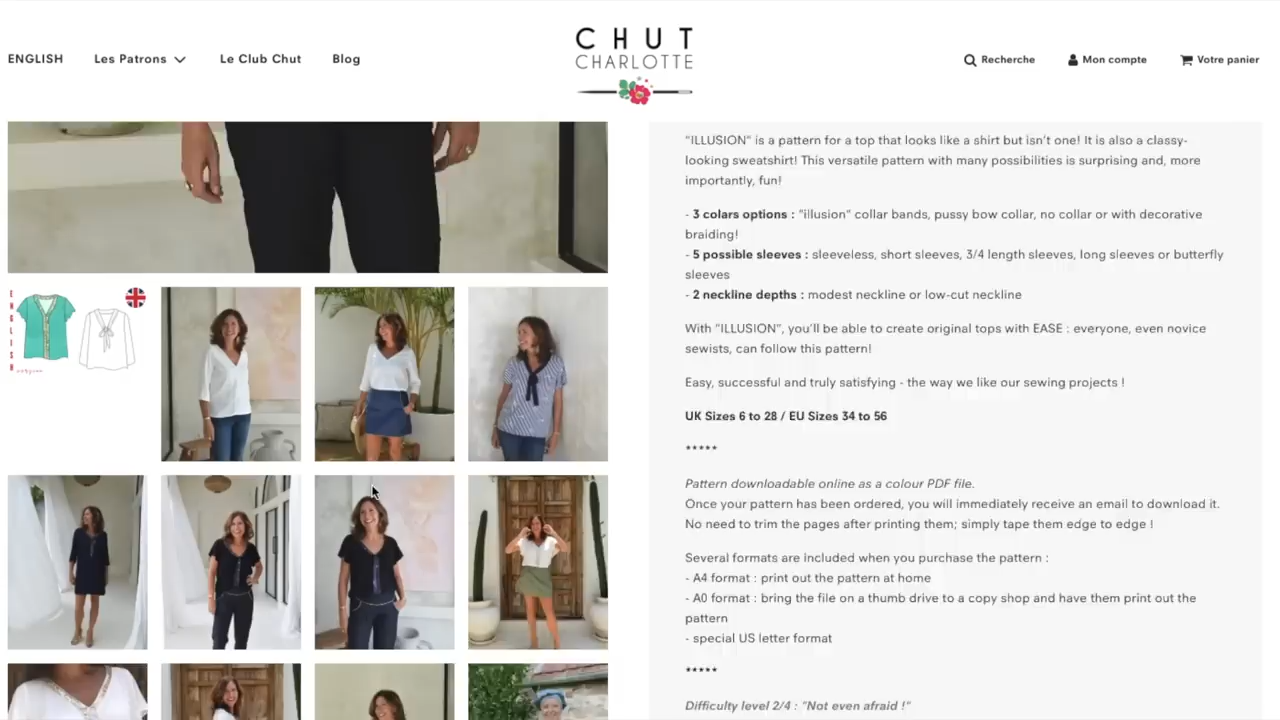 ENGLISH
Les Patrons
Le Club Chut
Blog
CHUT
CHARLOTTE
Recherche
Mon compte
Votre panier
ENGLISH
"ILLUSION" is a pattern for a top that looks like a shirt but isn't one! It is also a classy-
looking sweatshirt! This versatile pattern with many possibilities is surprising and, more
importantly, fun!
- 3 colars options : "illusion" collar bands, pussy bow collar, no collar or with decorative
braiding!
- 5 possible sleeves : sleeveless, short sleeves, 3/4 length sleeves, long sleeves or butterfly
sleeves
- 2 neckline depths : modest neckline or low-cut neckline
With "ILLUSION", you'll be able to create original tops with EASE : everyone, even novice
sewists, can follow this pattern!
Easy, successful and truly satisfying - the way we like our sewing projects !
UK Sizes 6 to 28 / EU Sizes 34 to 56
*****
Pattern downloadable online as a colour PDF file.
Once your pattern has been ordered, you will immediately receive an email to download it.
No need to trim the pages after printing them; simply tape them edge to edge !
Several formats are included when you purchase the pattern :
- A4 format : print out the pattern at home
- A0 format : bring the file on a thumb drive to a copy shop and have them print out the
pattern
- special US letter format
*****
Difficulty level 2/4 : "Not even afraid !"